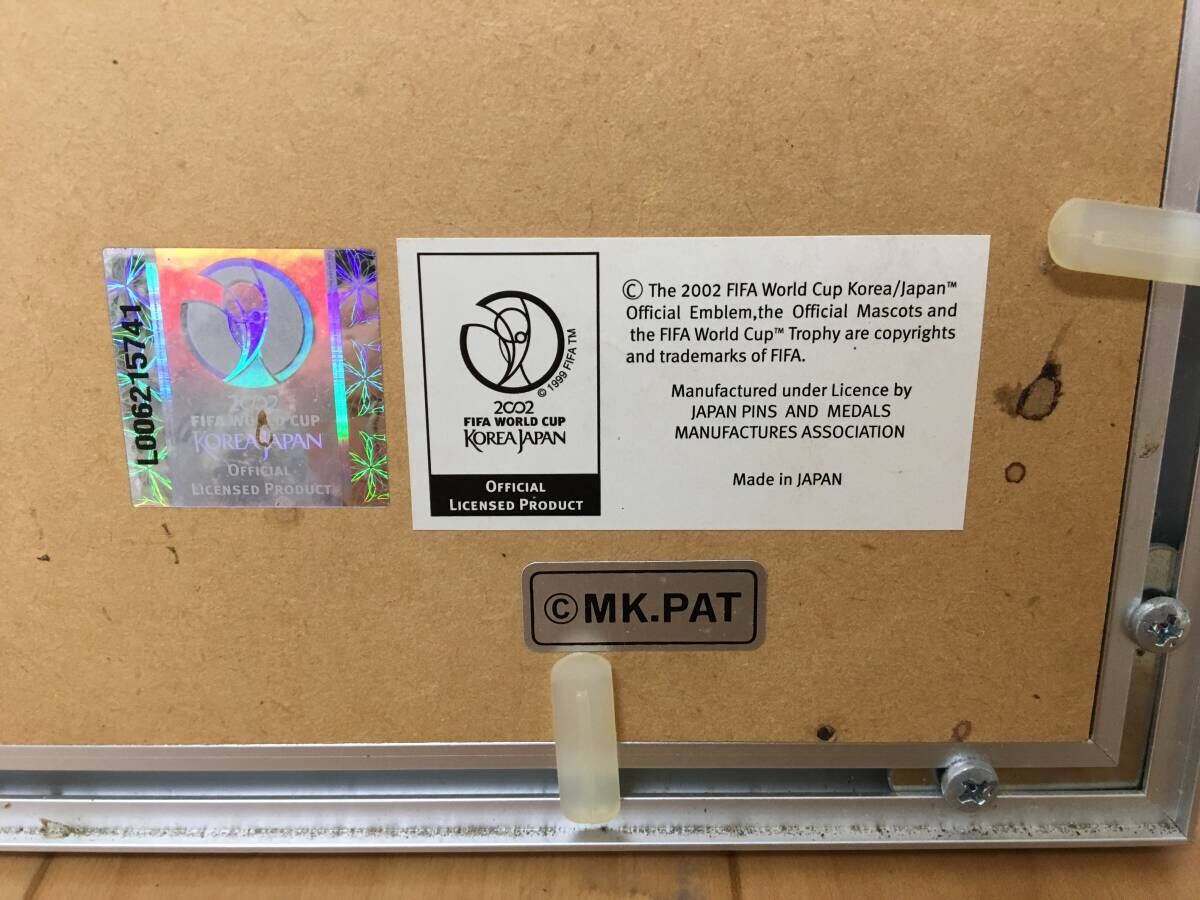 L006215741
2002
FIFA WORLD CUP
KOREA JAPAN
OFFICIAL
LICENSED PRODUCT
© 1999 FIFA TM
2002
FIFA WORLD CUP
KOREA JAPAN
OFFICIAL
LICENSED PRODUCT
© The 2002 FIFA World Cup Korea/Japan™
Official Emblem,the Official Mascots and
the FIFA World Cup™ Trophy are copyrights
and trademarks of FIFA.
Manufactured under Licence by
JAPAN PINS AND MEDALS
MANUFACTURES ASSOCIATION
Made in JAPAN
©MK.PAT